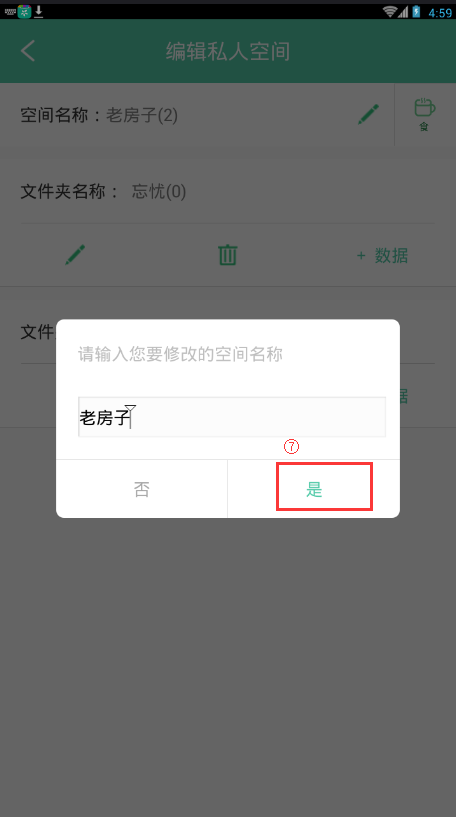 4:59
编辑私人空间
空间名称：老房子(2)
食
文件夹名称： 忘忧(0)
+ 数据
文件
据
请输入您要修改的空间名称
老房子
⑦
否 是